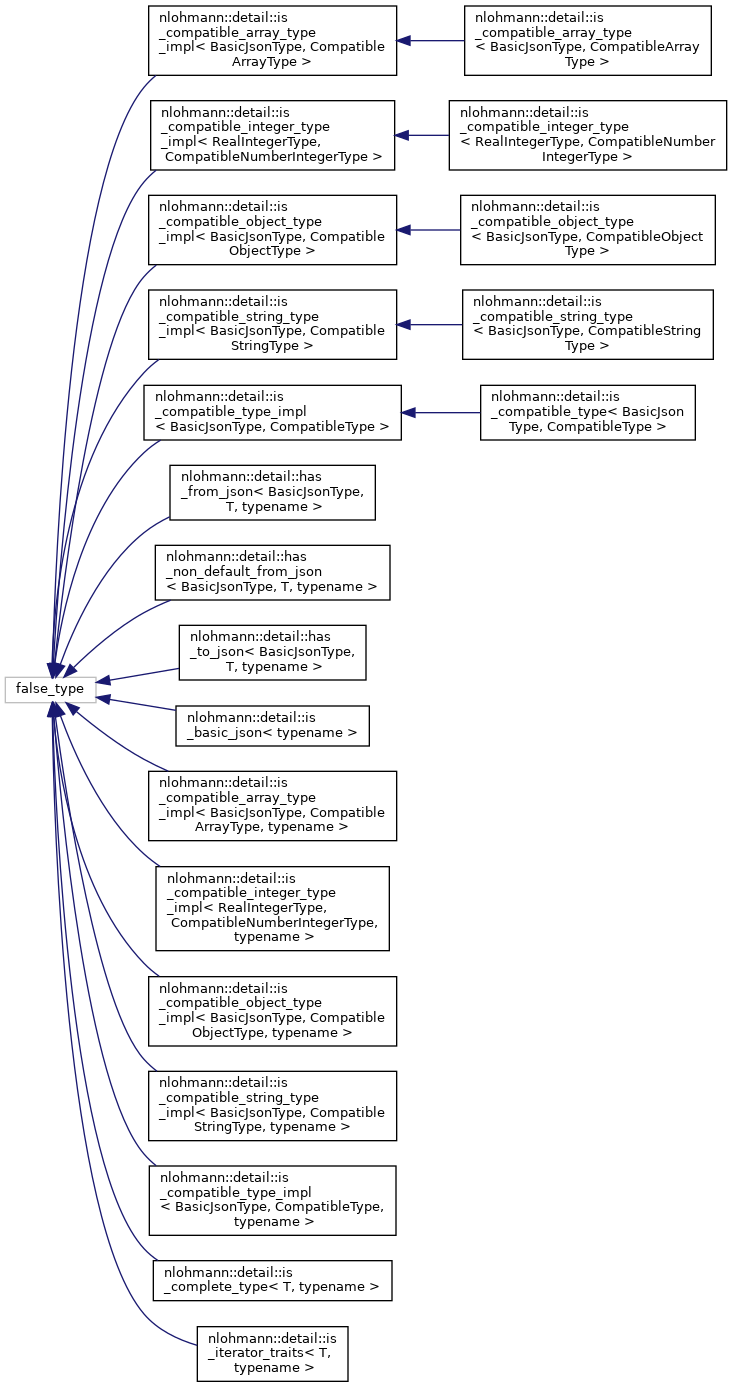 nlohmann::detail::is
_compatible_array_type
_impl< BasicJsonType, Compatible
ArrayType >
nlohmann::detail::is
_compatible_array_type
< BasicJsonType, CompatibleArray
Type >
nlohmann::detail::is
_compatible_integer_type
_impl< RealIntegerType,
CompatibleNumberIntegerType >
nlohmann::detail::is
_compatible_integer_type
< RealIntegerType, CompatibleNumber
IntegerType >
nlohmann::detail::is
_compatible_object_type
_impl< BasicJsonType, Compatible
ObjectType >
nlohmann::detail::is
_compatible_object_type
< BasicJsonType, CompatibleObject
Type >
nlohmann::detail::is
_compatible_string_type
_impl< BasicJsonType, Compatible
StringType >
nlohmann::detail::is
_compatible_string_type
< BasicJsonType, CompatibleString
Type >
nlohmann::detail::is
_compatible_type_impl
< BasicJsonType, CompatibleType >
nlohmann::detail::is
_compatible_type< BasicJson
Type, CompatibleType >
nlohmann::detail::has
_from_json< BasicJsonType,
T, typename >
nlohmann::detail::has
_non_default_from_json
< BasicJsonType, T, typename >
nlohmann::detail::has
_to_json< BasicJsonType,
T, typename >
false_type
nlohmann::detail::is
_basic_json< typename >
nlohmann::detail::is
_compatible_array_type
_impl< BasicJsonType, Compatible
ArrayType, typename >
nlohmann::detail::is
_compatible_integer_type
_impl< RealIntegerType,
CompatibleNumberIntegerType,
typename >
nlohmann::detail::is
_compatible_object_type
_impl< BasicJsonType, Compatible
ObjectType, typename >
nlohmann::detail::is
_compatible_string_type
_impl< BasicJsonType, Compatible
StringType, typename >
nlohmann::detail::is
_compatible_type_impl
< BasicJsonType, CompatibleType,
typename >
nlohmann::detail::is
_complete_type< T, typename >
nlohmann::detail::is
_iterator_traits< T,
typename >